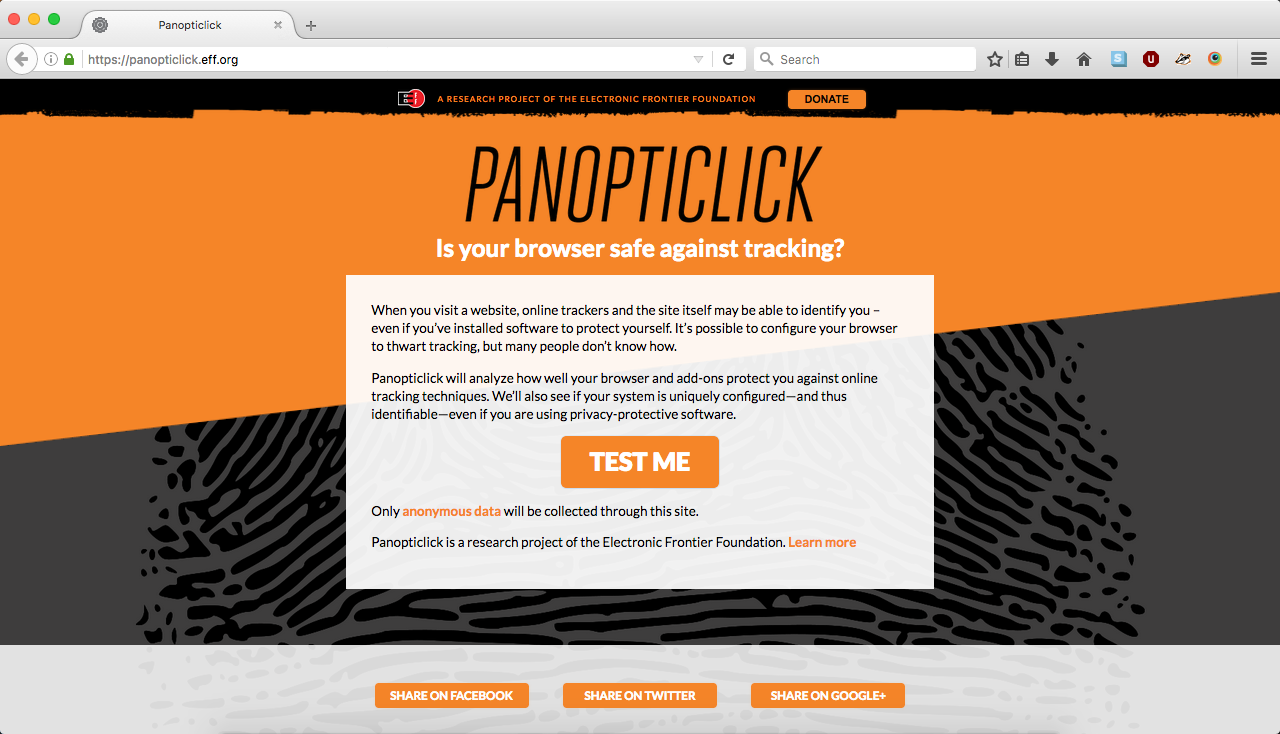 Panopticlick
https://panopticlick.eff.org
Search
S
U
A RESEARCH PROJECT OF THE ELECTRONIC FRONTIER FOUNDATION
DONATE
PANOPTICLICK
Is your browser safe against tracking?
When you visit a website, online trackers and the site itself may be able to identify you –
even if you’ve installed software to protect yourself. It’s possible to configure your browser
to thwart tracking, but many people don’t know how.
Panopticlick will analyze how well your browser and add-ons protect you against online
tracking techniques. We’ll also see if your system is uniquely configured—and thus
identifiable—even if you are using privacy-protective software.
TEST ME
Only anonymous data will be collected through this site.
Panopticlick is a research project of the Electronic Frontier Foundation. Learn more
SHARE ON FACEBOOK
SHARE ON TWITTER
SHARE ON GOOGLE+